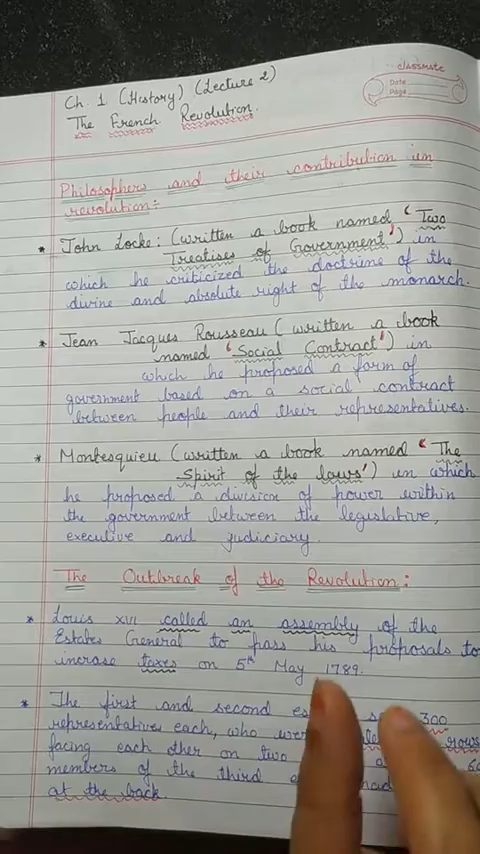 classmate
Date
Page
Ch. 1 (History) (Lecture 2)
The French Revolution.
Philosophers and their contribution in
revolution:
* John Locke: (written a book named "Two
Treatises of Government") in
which he criticized the doctrine of the
divine and absolute right of the monarch.
* Jean Jacques Rousseau (written a book
named "Social Contract") in
which he proposed a form of
government based on a social contract
between people and their representatives.
* Montesquieu (written a book named "The
Spirit of the laws") in which
he proposed a division of power within
the government between the legislative,
executive and judiciary.
The Outbreak of the Revolution:
* Louis XVI called an assembly of the
Estates General to pass his proposals to
increase taxes on 5th May 1789.
* The first and second 300
representatives each, who rows
facing each other on two
members of the third
at the back.